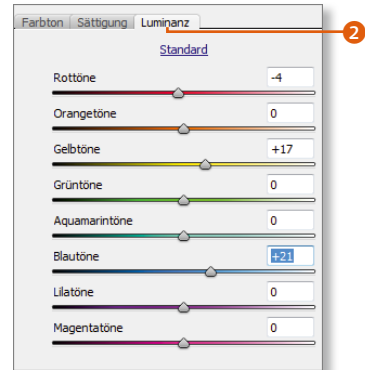 Farbton Sättigung Luminanz
2
Standard
Rottöne -4
Orangetöne 0
Gelbtöne +17
Grüntöne 0
Aquamarintöne 0
Blautöne +21
Lilatöne 0
Magentatöne 0